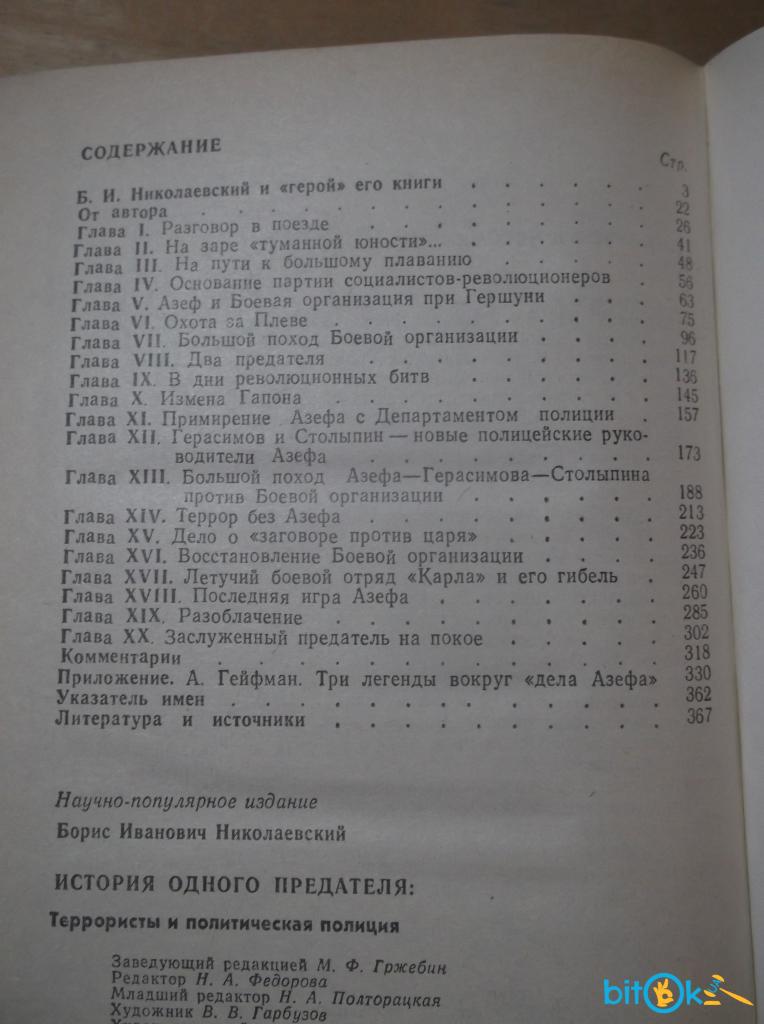 СОДЕРЖАНИЕ
Стр.
Б. И. Николаевский и «герой» его книги . . . . . . 3
От автора . . . . . . . . . . . . 22
Глава I. Разговор в поезде . . . . . . . . 26
Глава II. На заре «туманной юности»... . . . . . . 41
Глава III. На пути к большому плаванию . . . . . 48
Глава IV. Основание партии социалистов-революционеров . 56
Глава V. Азеф и Боевая организация при Гершуни . . . 63
Глава VI. Охота за Плеве . . . . . . . . 75
Глава VII. Большой поход Боевой организации . . . . 96
Глава VIII. Два предателя . . . . . . . . 117
Глава IX. В дни революционных битв . . . . . . 136
Глава X. Измена Гапона . . . . . . . . 145
Глава XI. Примирение Азефа с Департаментом полиции . 157
Глава XII. Герасимов и Столыпин — новые полицейские руко-
водители Азефа . . . . . . . . 173
Глава XIII. Большой поход Азефа—Герасимова—Столыпина
против Боевой организации . . . . . 188
Глава XIV. Террор без Азефа . . . . . . . 213
Глава XV. Дело о «заговоре против царя» . . . . . 223
Глава XVI. Восстановление Боевой организации . . . . 236
Глава XVII. Летучий боевой отряд «Карла» и его гибель . 247
Глава XVIII. Последняя игра Азефа . . . . . . 260
Глава XIX. Разоблачение . . . . . . . . 285
Глава XX. Заслуженный предатель на покое . . . . . 302
Комментарии . . . . . . . . . . . 318
Приложение. А. Гейфман. Три легенды вокруг «дела Азефа» 330
Указатель имен . . . . . . . . . . 362
Литература и источники . . . . . . . . 367
Научно-популярное издание
Борис Иванович Николаевский
ИСТОРИЯ ОДНОГО ПРЕДАТЕЛЯ:
Террористы и политическая полиция
Заведующий редакцией М. Ф. Гржебин
Редактор Н. А. Федорова
Младший редактор Н. А. Полторацкая
Художник В. В. Гарбузов
bitok.ua